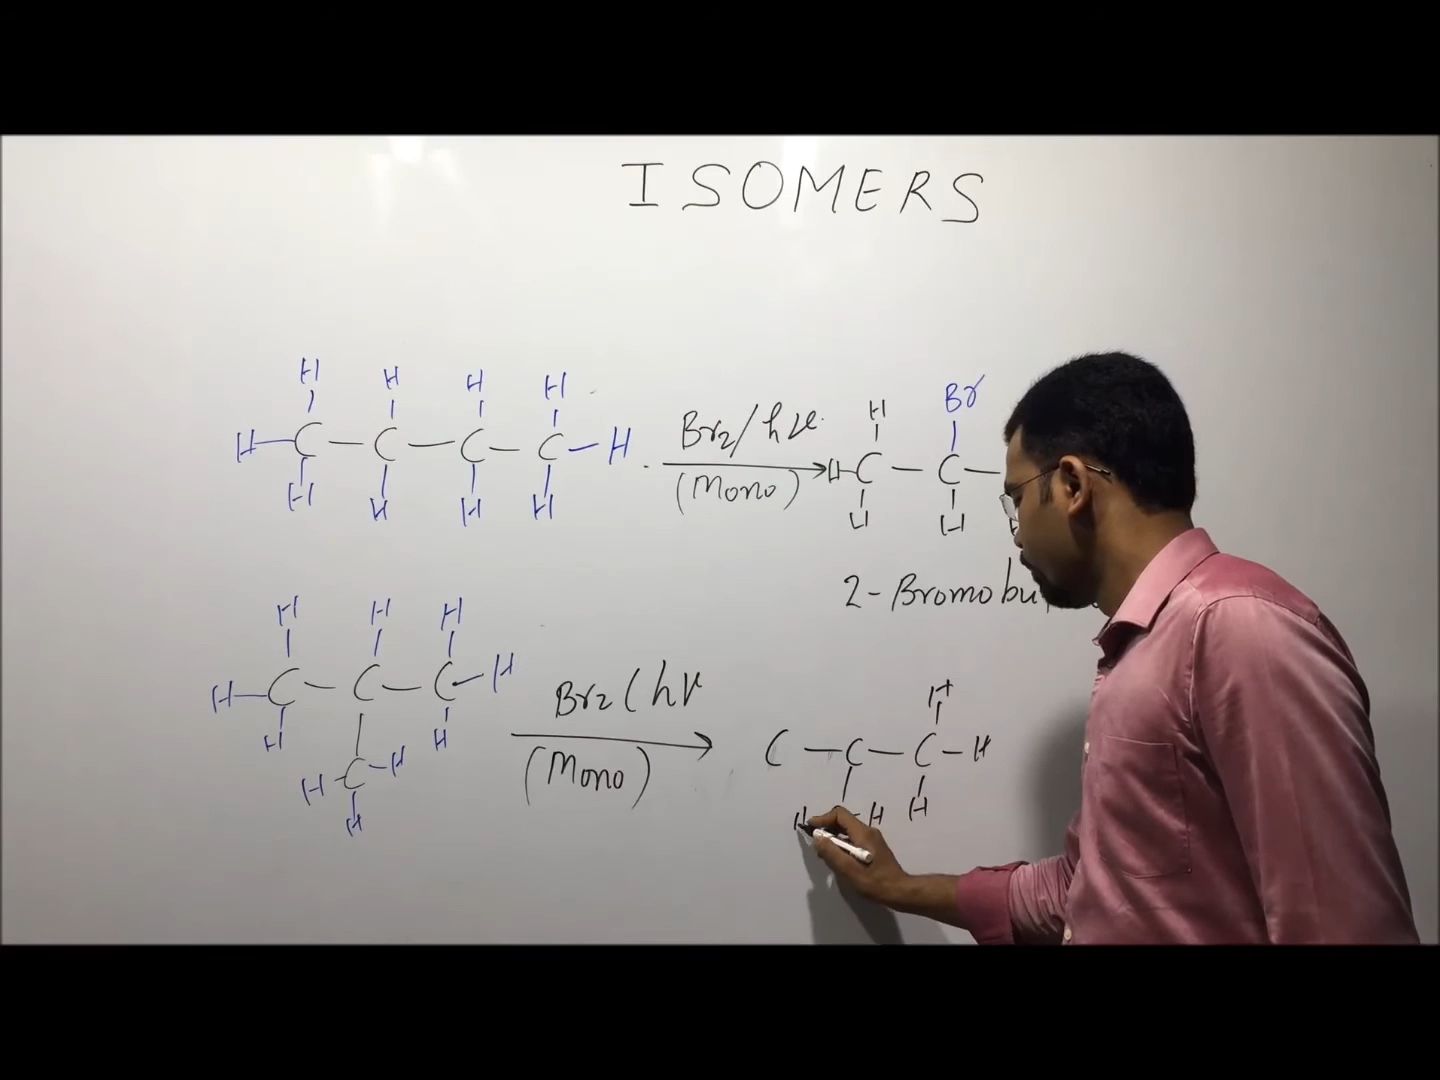 ISOMERS
H H H H Br
H H
H—C—C—C—C—H Br2/hν H—C—C—
(Mono)
H H H H H H
2-Bromobu
H H H
H—C—C—C—H Br2(hν H
(Mono) C—C—C—H
H H
H—C—H H H H
H